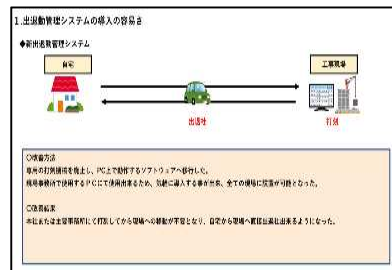 1.出退勤管理システムの導入の容易さ
◆新出退勤管理システム
自宅
工事現場
出退社
打刻
○改善方法
専用の打刻機械を廃止し、PC上で動作するソフトウェアへ移行した。
現場事務所で使用するPCにて使用出来るため、気軽に導入する事が出来、全ての現場に設置が可能となった。
○改善結果
本社または主要事務所にて打刻してから現場への移動が不要となり、自宅から現場へ直接出退社出来るようになった。